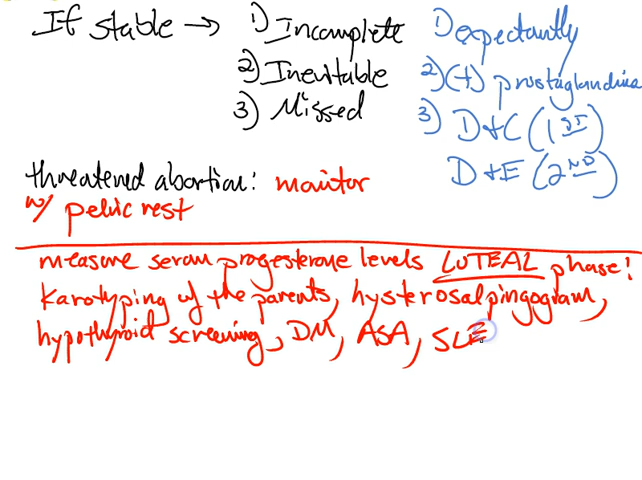 If stable → 1) Incomplete 1) expectantly
2) Inevitable 2) (+) prostaglandins
3) Missed 3) D+C (1ST)
D+E (2ND)
threatened abortion: monitor
w/ pelvic rest
measure serum progesterone levels LUTEAL phase!
Karotyping of the parents, hysterosalpingogram,
hypothyroid screening, DM, ASA, SLE